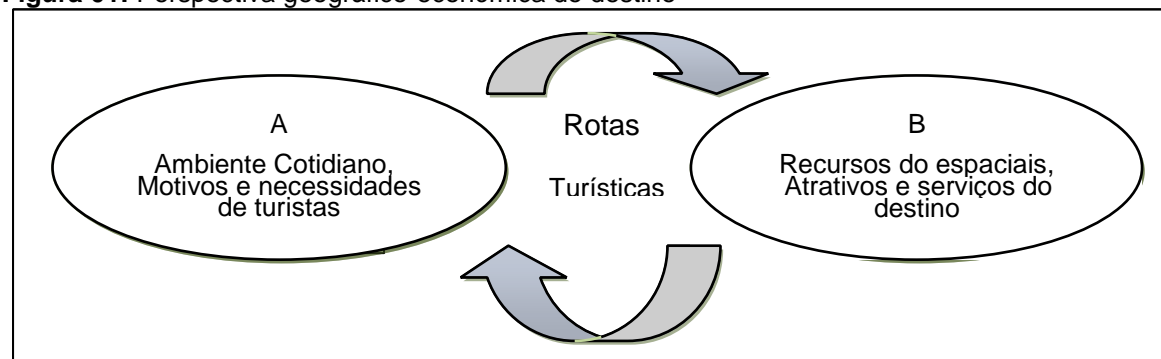 Figura 01: Perspectiva geográfico-econômica de destino
A
Ambiente Cotidiano,
Motivos e necessidades
de turistas
Rotas
Turísticas
B
Recursos do espaciais,
Atrativos e serviços do
destino